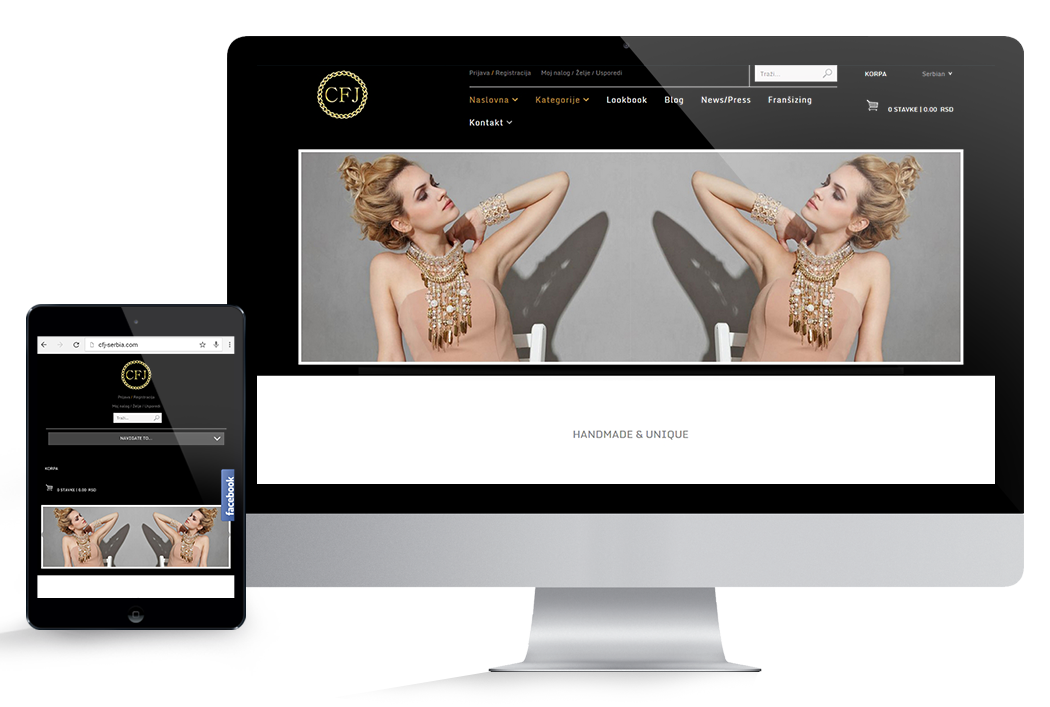 Prijava / Registracija Moj nalog / Želje / Usporedi
Traži...
KORPA
Serbian
CFJ
Naslovna Kategorije Lookbook Blog News/Press Franšizing
0 STAVKE | 0.00 RSD
Kontakt
HANDMADE & UNIQUE
cfj-serbia.com
CFJ
Prijava / Registracija
Moj nalog / Želje / Usporedi
Traži...
NAVIGATE TO...
KORPA
0 STAVKE | 0.00 RSD
facebook